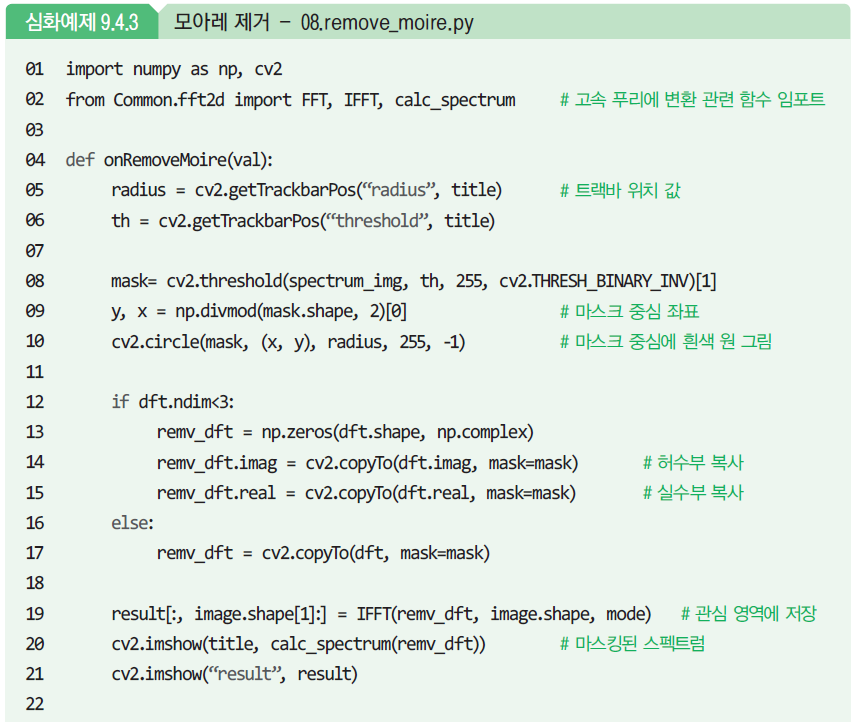 심화예제 9.4.3 모아레 제거 - 08.remove_moire.py
01 import numpy as np, cv2
02 from Common.fft2d import FFT, IFFT, calc_spectrum # 고속 푸리에 변환 관련 함수 임포트
03
04 def onRemoveMoire(val):
05 radius = cv2.getTrackbarPos(“radius”, title) # 트랙바 위치 값
06 th = cv2.getTrackbarPos(“threshold”, title)
07
08 mask= cv2.threshold(spectrum_img, th, 255, cv2.THRESH_BINARY_INV)[1]
09 y, x = np.divmod(mask.shape, 2)[0] # 마스크 중심 좌표
10 cv2.circle(mask, (x, y), radius, 255, -1) # 마스크 중심에 흰색 원 그림
11
12 if dft.ndim<3:
13 remv_dft = np.zeros(dft.shape, np.complex)
14 remv_dft.imag = cv2.copyTo(dft.imag, mask=mask) # 허수부 복사
15 remv_dft.real = cv2.copyTo(dft.real, mask=mask) # 실수부 복사
16 else:
17 remv_dft = cv2.copyTo(dft, mask=mask)
18
19 result[:, image.shape[1]:] = IFFT(remv_dft, image.shape, mode) # 관심 영역에 저장
20 cv2.imshow(title, calc_spectrum(remv_dft)) # 마스킹된 스펙트럼
21 cv2.imshow(“result”, result)
22